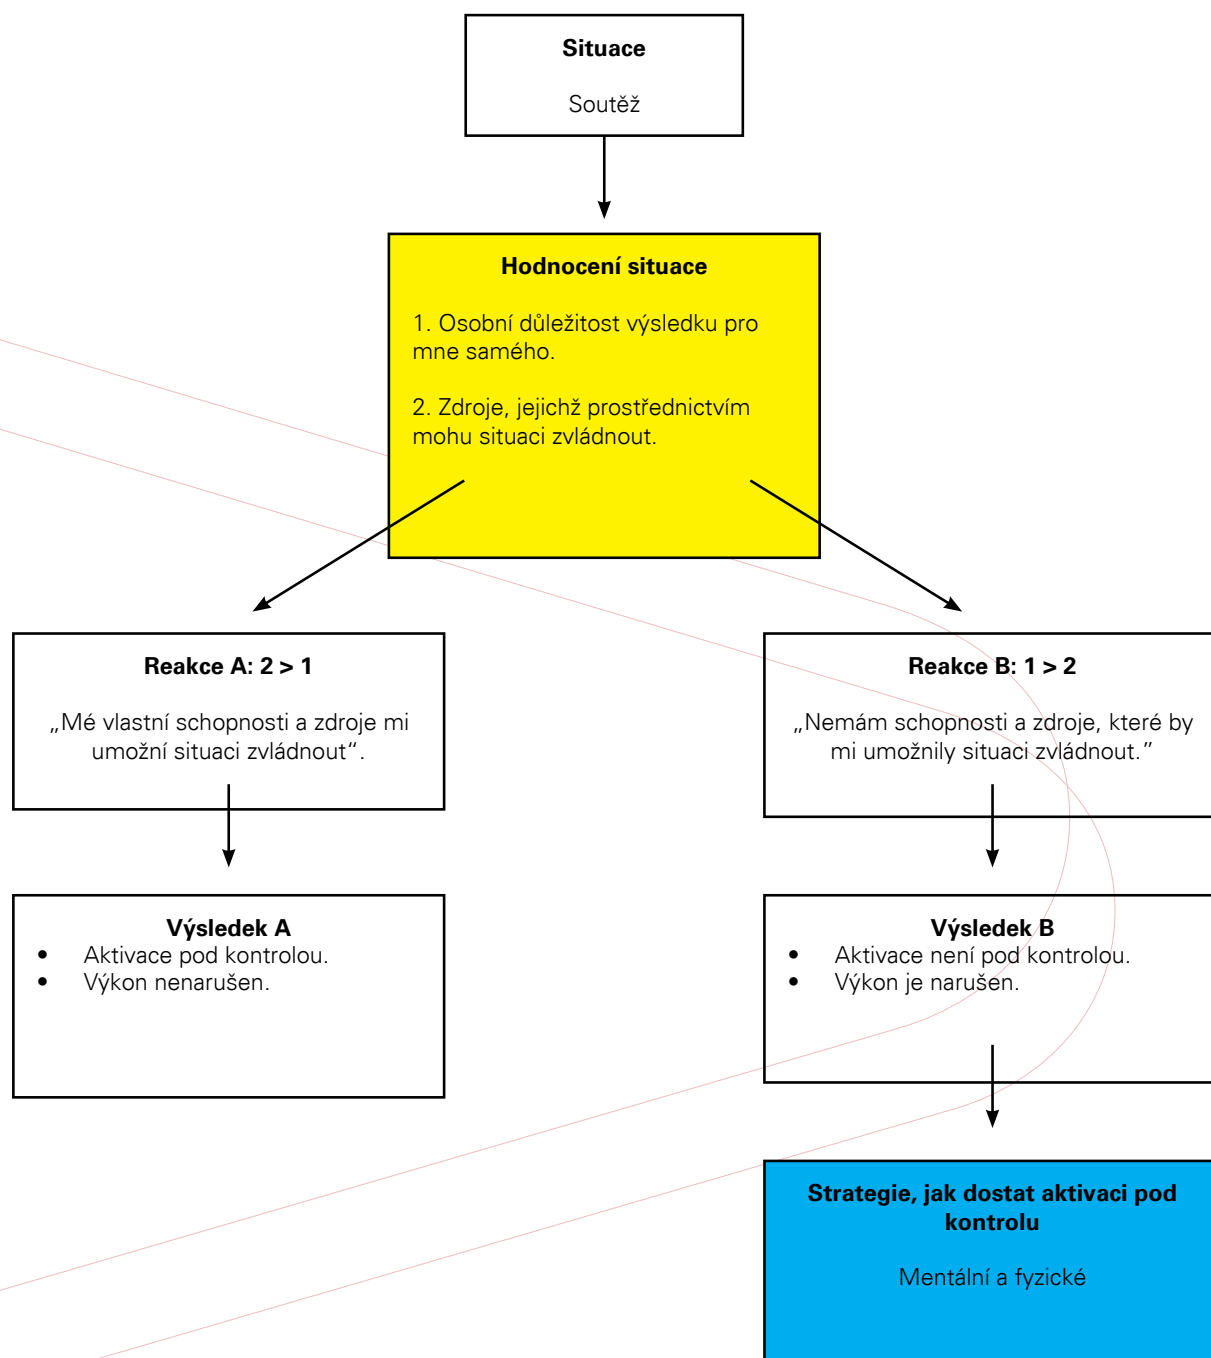 Situace
Soutěž
Hodnocení situace
1. Osobní důležitost výsledku pro
mne samého.
2. Zdroje, jejichž prostřednictvím
mohu situaci zvládnout.
Reakce A: 2 > 1
„Mé vlastní schopnosti a zdroje mi
umožní situaci zvládnout“.
Reakce B: 1 > 2
„Nemám schopnosti a zdroje, které by
mi umožnily situaci zvládnout.”
Výsledek A
• Aktivace pod kontrolou.
• Výkon nenarušen.
Výsledek B
• Aktivace není pod kontrolou.
• Výkon je narušen.
Strategie, jak dostat aktivaci pod
kontrolu
Mentální a fyzické